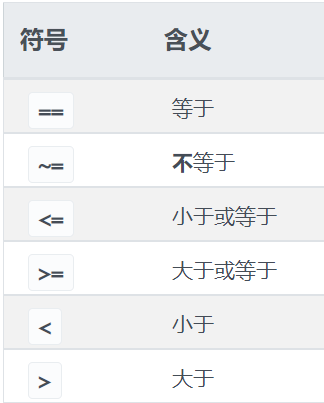 符号 含义
== 等于
~= 不等于
<= 小于或等于
>= 大于或等于
< 小于
> 大于